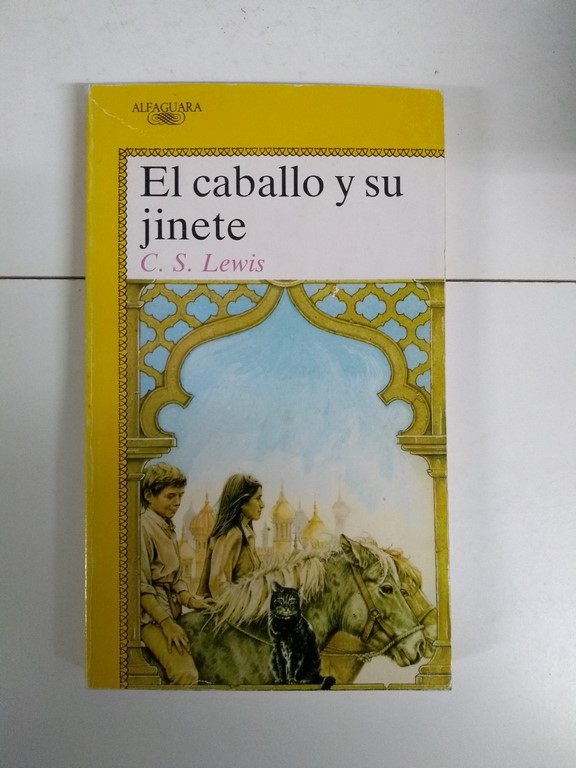 ALFAGUARA
El caballo y su
jinete
C. S. Lewis